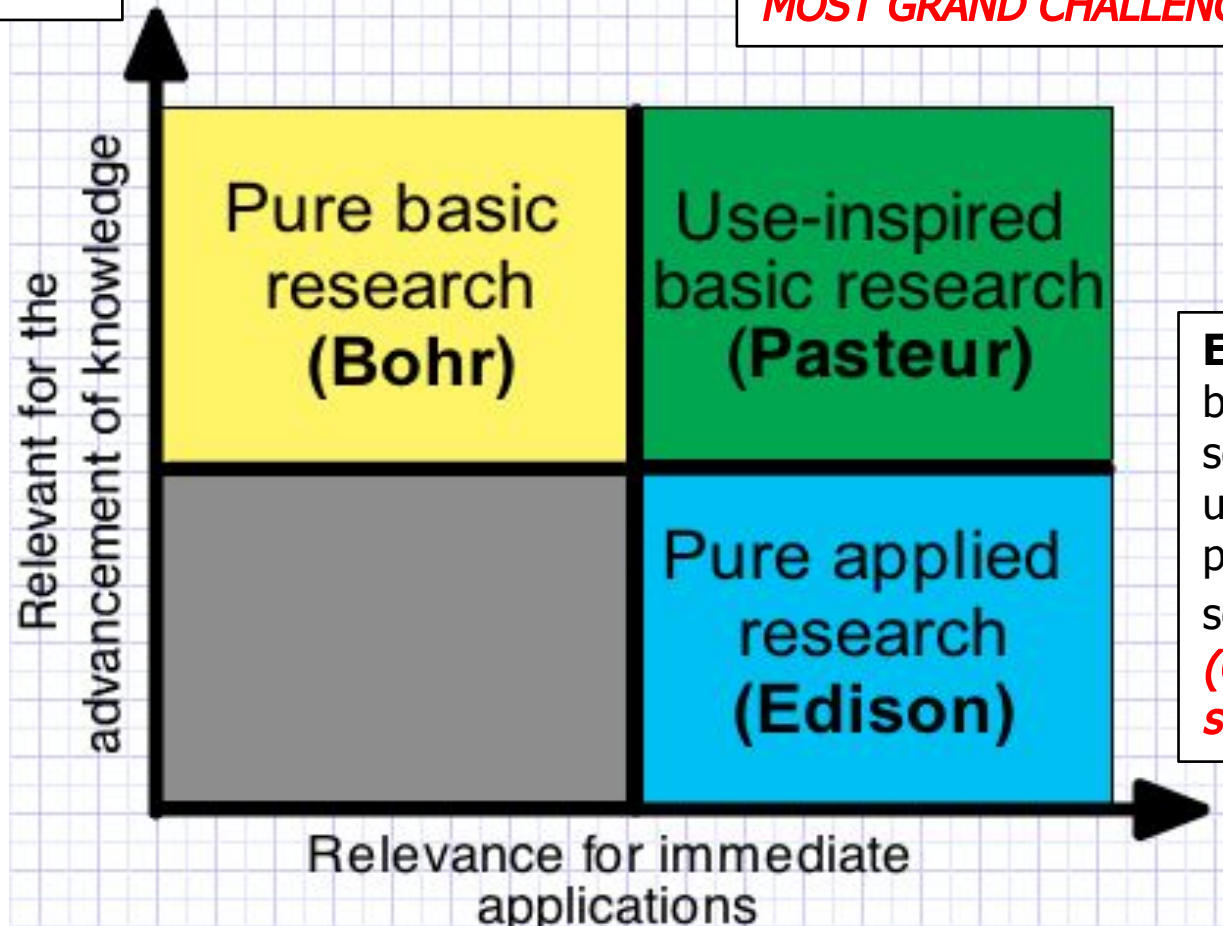 MOST GRAND
Relevant for the
advancement of knowledge
Pure basic
research
(Bohr)
Use-inspired
basic research
(Pasteur)
Pure applied
research
(Edison)
Relevance for immediate
applications